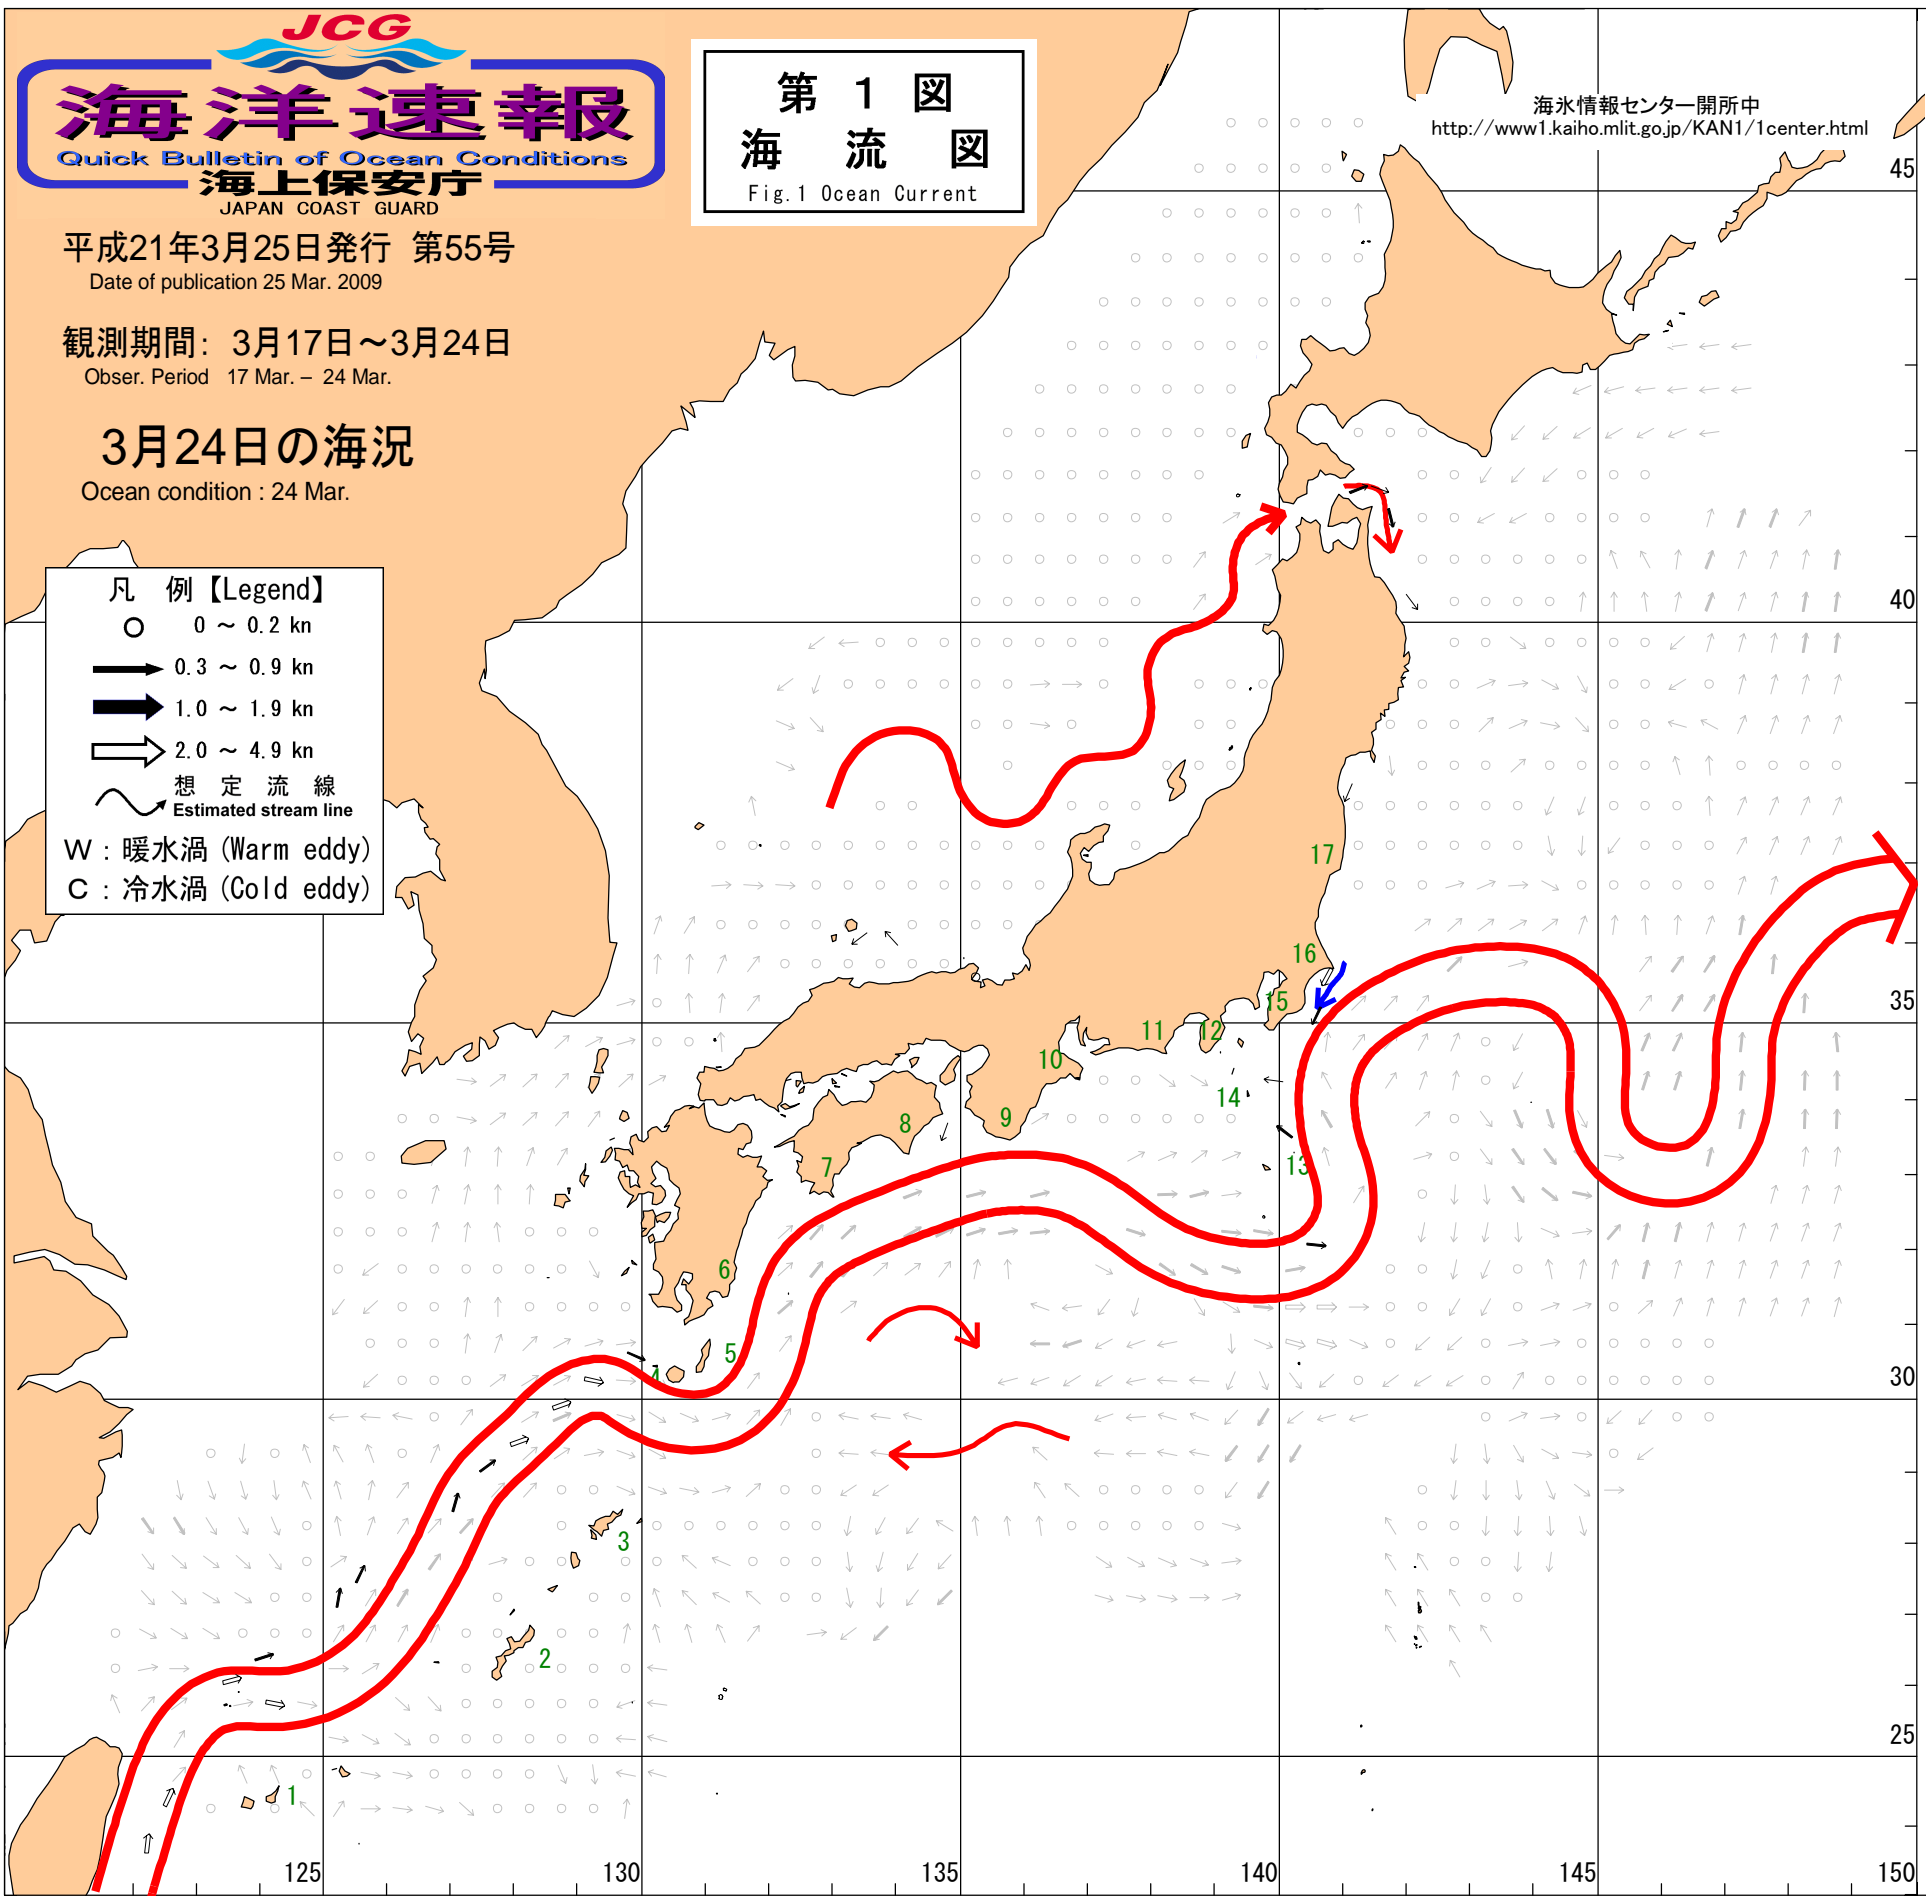 JCG
海洋速報
Quick Bulletin of Ocean Conditions
海上保安庁
JAPAN COAST GUARD
平成21年3月25日発行 第55号
Date of publication 25 Mar. 2009
観測期間: 3月17日～3月24日
Obser. Period 17 Mar. – 24 Mar.
3月24日の海況
Ocean condition : 24 Mar.
第 1 図
海 流 図
Fig.1 Ocean Current
海氷情報センター開所中
http://www1.kaiho.mlit.go.jp/KAN1/1center.html
凡 例【Legend】
0 ～ 0.2 kn
0.3 ～ 0.9 kn
1.0 ～ 1.9 kn
2.0 ～ 4.9 kn
想 定 流 線
Estimated stream line
W : 暖水渦 (Warm eddy)
C : 冷水渦 (Cold eddy)
45
40
35
30
25
17
16
15
12
11
10
14
9
8
13
7
6
5
4
3
2
1
125
130
135
140
145
150